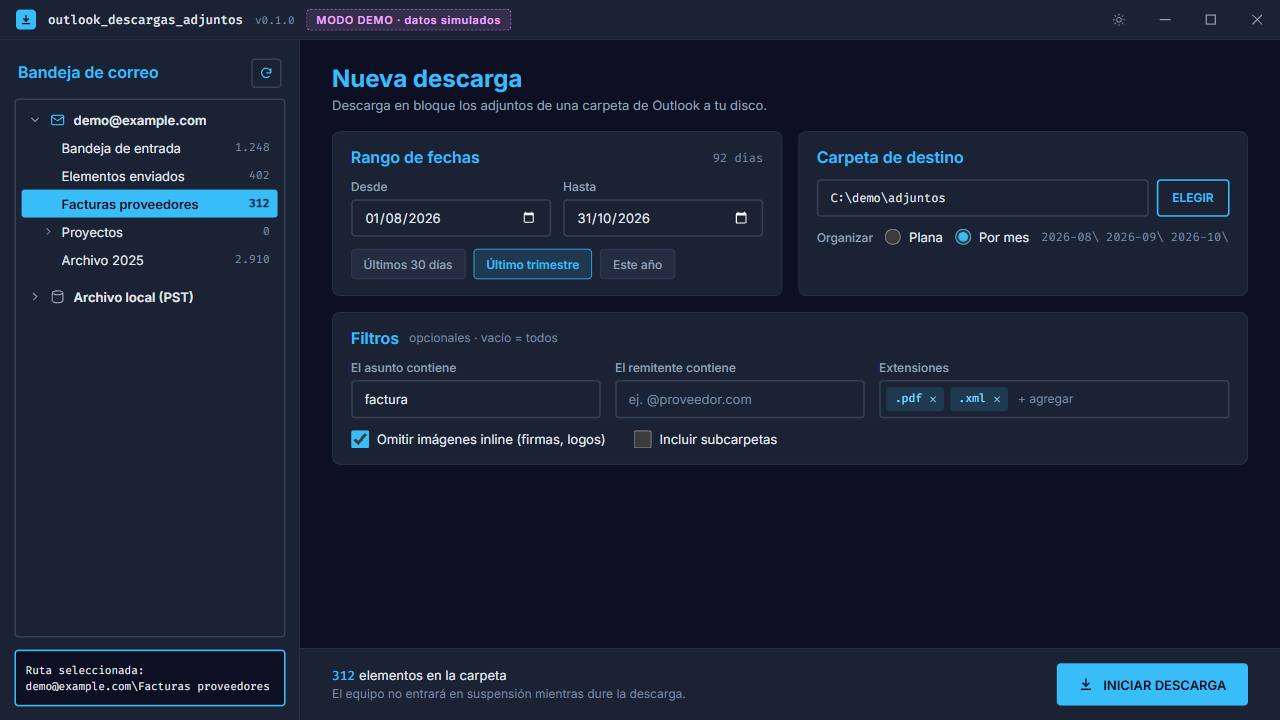 outlook_descargas_adjuntos v0.1.0 MODO DEMO · datos simulados
Bandeja de correo
demo@example.com
Bandeja de entrada 1.248
Elementos enviados 402
Facturas proveedores 312
Proyectos 0
Archivo 2025 2.910
Archivo local (PST)
Ruta seleccionada:
demo@example.com\Facturas proveedores
Nueva descarga
Descarga en bloque los adjuntos de una carpeta de Outlook a tu disco.
Rango de fechas 92 días
Desde Hasta
01/08/2026 31/10/2026
Últimos 30 días Último trimestre Este año
Carpeta de destino
C:\demo\adjuntos ELEGIR
Organizar Plana Por mes 2026-08\ 2026-09\ 2026-10\
Filtros opcionales · vacío = todos
El asunto contiene El remitente contiene Extensiones
factura ej. @proveedor.com .pdf × .xml × + agregar
Omitir imágenes inline (firmas, logos) Incluir subcarpetas
312 elementos en la carpeta
El equipo no entrará en suspensión mientras dure la descarga.
INICIAR DESCARGA